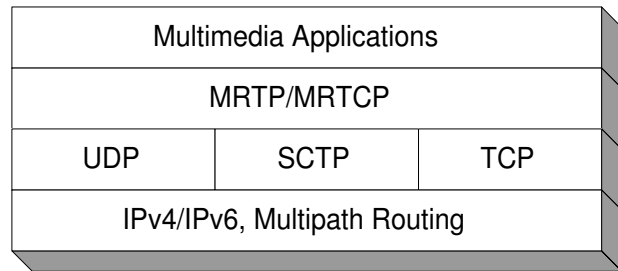 Multimedia Applications
MRTP/MRTCP
UDP SCTP TCP
IPv4/IPv6, Multipath Routing